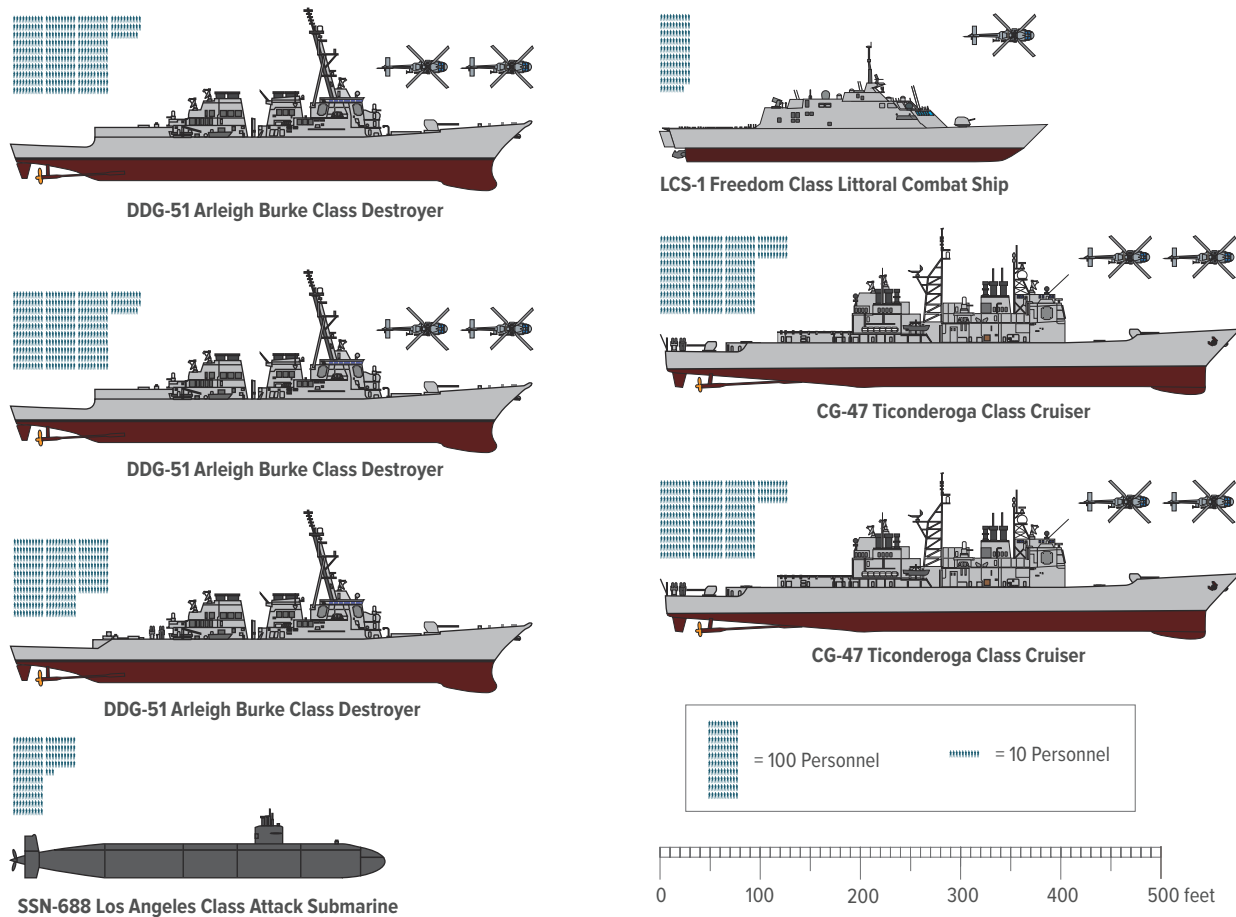 DDG-51 Arleigh Burke Class Destroyer
DDG-51 Arleigh Burke Class Destroyer
DDG-51 Arleigh Burke Class Destroyer
SSN-688 Los Angeles Class Attack Submarine
LCS-1 Freedom Class Littoral Combat Ship
CG-47 Ticonderoga Class Cruiser
CG-47 Ticonderoga Class Cruiser
= 100 Personnel
= 10 Personnel
0 100 200 300 400 500 feet